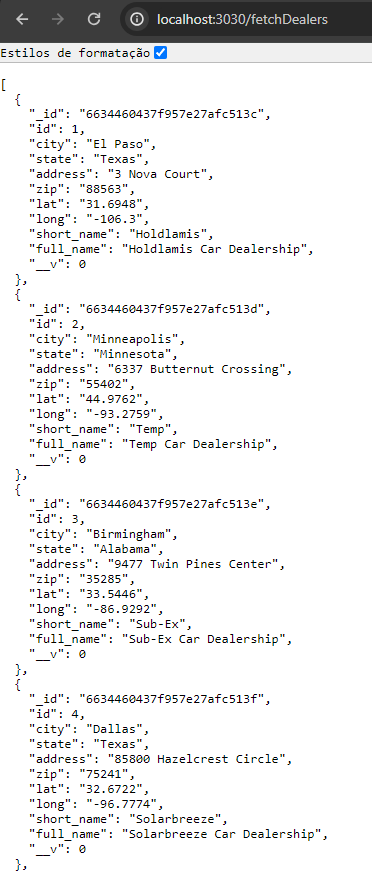 localhost:3030/fetchDealers
Estilos de formatação
[
  {
    "_id": "6634460437f957e27afc513c",
    "id": 1,
    "city": "El Paso",
    "state": "Texas",
    "address": "3 Nova Court",
    "zip": "88563",
    "lat": "31.6948",
    "long": "-106.3",
    "short_name": "Holdlamis",
    "full_name": "Holdlamis Car Dealership",
    "__v": 0
  },
  {
    "_id": "6634460437f957e27afc513d",
    "id": 2,
    "city": "Minneapolis",
    "state": "Minnesota",
    "address": "6337 Butternut Crossing",
    "zip": "55402",
    "lat": "44.9762",
    "long": "-93.2759",
    "short_name": "Temp",
    "full_name": "Temp Car Dealership",
    "__v": 0
  },
  {
    "_id": "6634460437f957e27afc513e",
    "id": 3,
    "city": "Birmingham",
    "state": "Alabama",
    "address": "9477 Twin Pines Center",
    "zip": "35285",
    "lat": "33.5446",
    "long": "-86.9292",
    "short_name": "Sub-Ex",
    "full_name": "Sub-Ex Car Dealership",
    "__v": 0
  },
  {
    "_id": "6634460437f957e27afc513f",
    "id": 4,
    "city": "Dallas",
    "state": "Texas",
    "address": "85800 Hazelcrest Circle",
    "zip": "75241",
    "lat": "32.6722",
    "long": "-96.7774",
    "short_name": "Solarbreeze",
    "full_name": "Solarbreeze Car Dealership",
    "__v": 0
  },